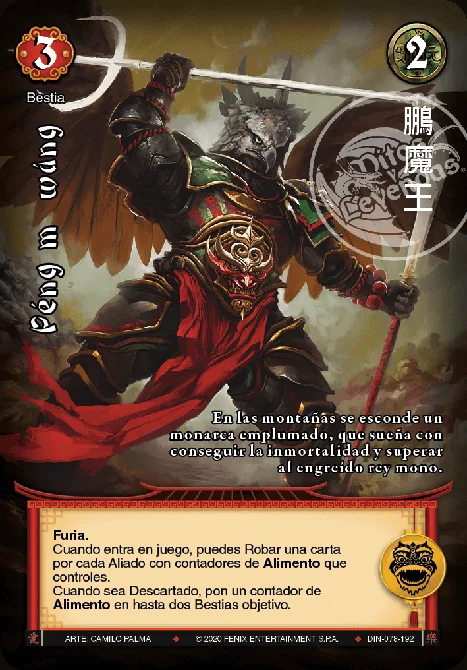 3
2
Bestia
Péng m wáng
鵬魔王
Mitos
y
Leyendas
En las montañas se esconde un
monarca emplumado, que sueña con
conseguir la inmortalidad y superar
al engreído rey mono.
Furia.
Cuando entra en juego, puedes Robar una carta
por cada Aliado con contadores de Alimento que
controles.
Cuando sea Descartado, pon un contador de
Alimento en hasta dos Bestias objetivo.
ARTE: CAMILO PALMA ◆ © 2020 FENIX ENTERTAINMENT S.P.A. ◆ DIN-078-192